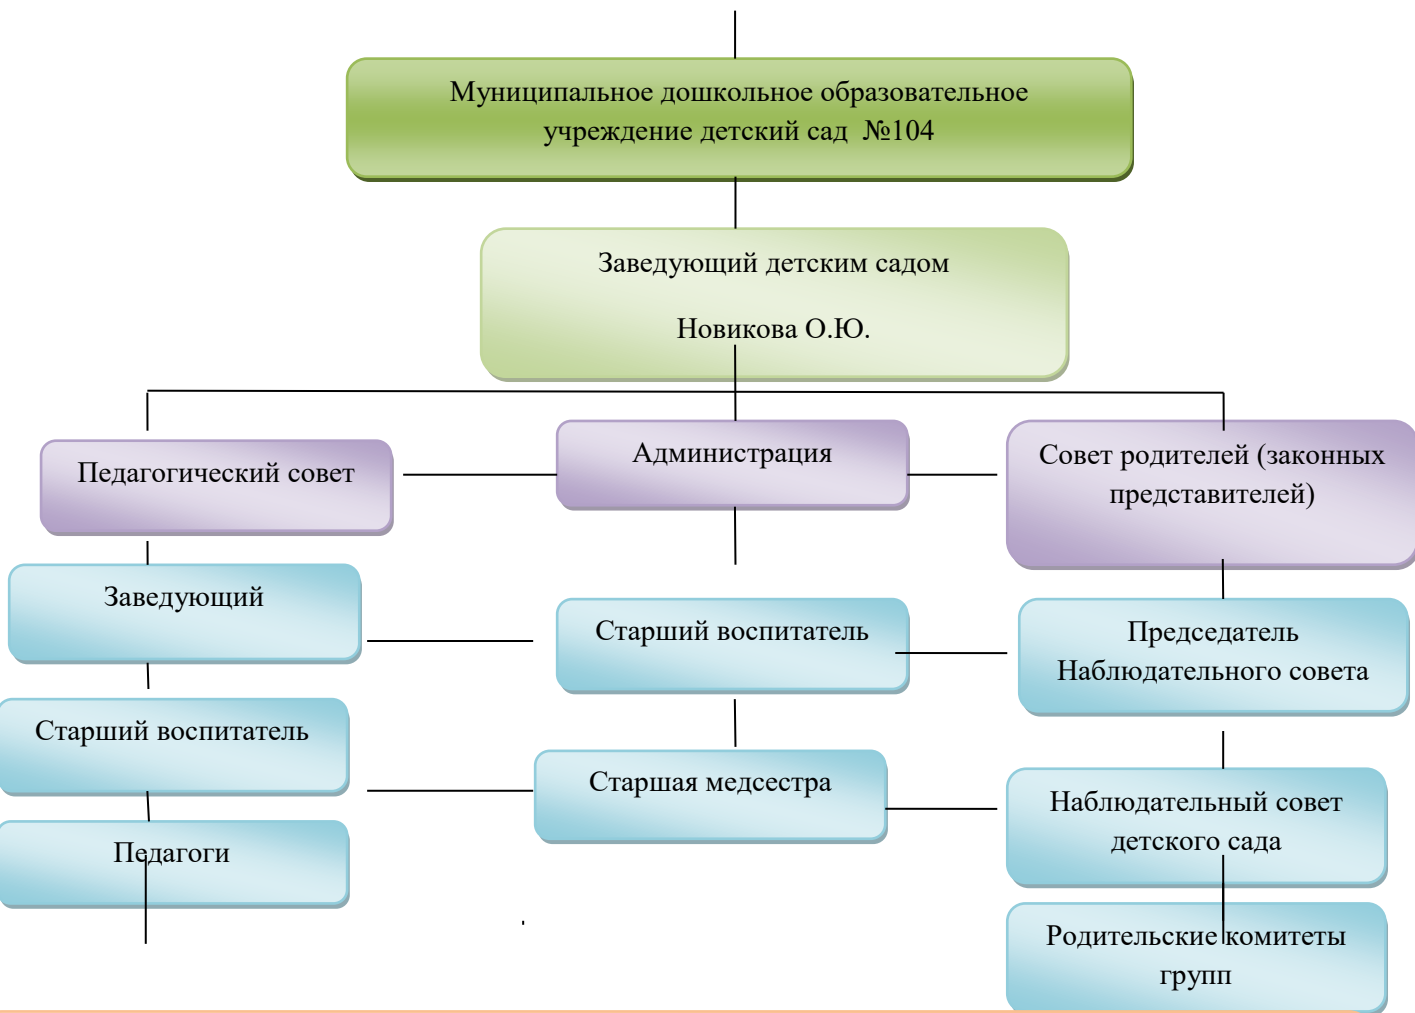 Муниципальное дошкольное образовательное
учреждение детский сад №104
Заведующий детским садом
Новикова О.Ю.
Педагогический совет
Администрация
Совет родителей (законных
представителей)
Заведующий
Старший воспитатель
Председатель
Наблюдательного совета
Старший воспитатель
Старшая медсестра
Наблюдательный совет
детского сада
Педагоги
Родительские комитеты
групп